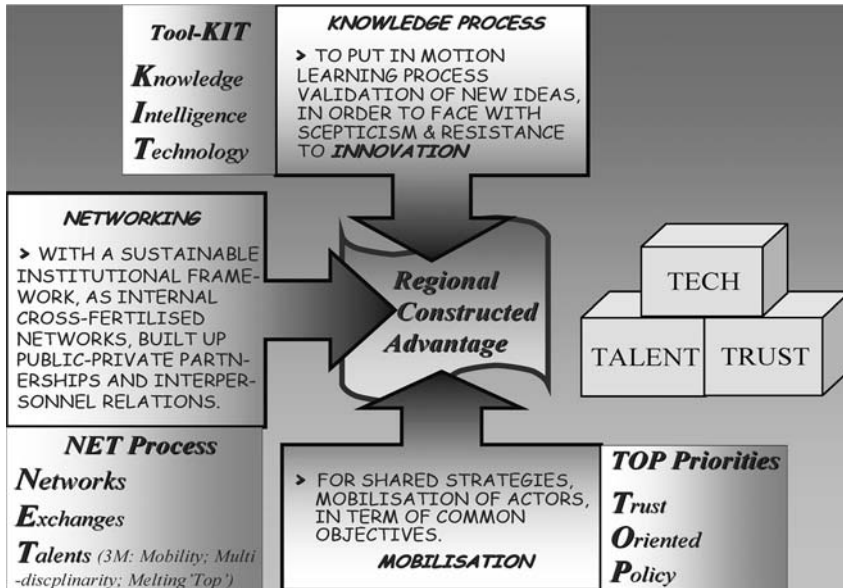 Tool-KIT
Knowledge
Intelligence
Technology
KNOWLEDGE PROCESS
> TO PUT IN MOTION
LEARNING PROCESS
VALIDATION OF NEW IDEAS,
IN ORDER TO FACE WITH
SCEPTICISM & RESISTANCE
TO INNOVATION
NETWORKING
> WITH A SUSTAINABLE
INSTITUTIONAL FRAME-
WORK, AS INTERNAL
CROSS-FERTILISED
NETWORKS, BUILT UP
PUBLIC-PRIVATE PARTN-
ERSHIPS AND INTERPER-
SONNEL RELATIONS.
Regional
Constructed
Advantage
TECH
TALENT
TRUST
NET Process
Networks
Exchanges
Talents (3M: Mobility; Multi
-discplinarity; Melting'Top')
> FOR SHARED STRATEGIES,
MOBILISATION OF ACTORS,
IN TERM OF COMMON
OBJECTIVES.
MOBILISATION
TOP Priorities
Trust
Oriented
Policy